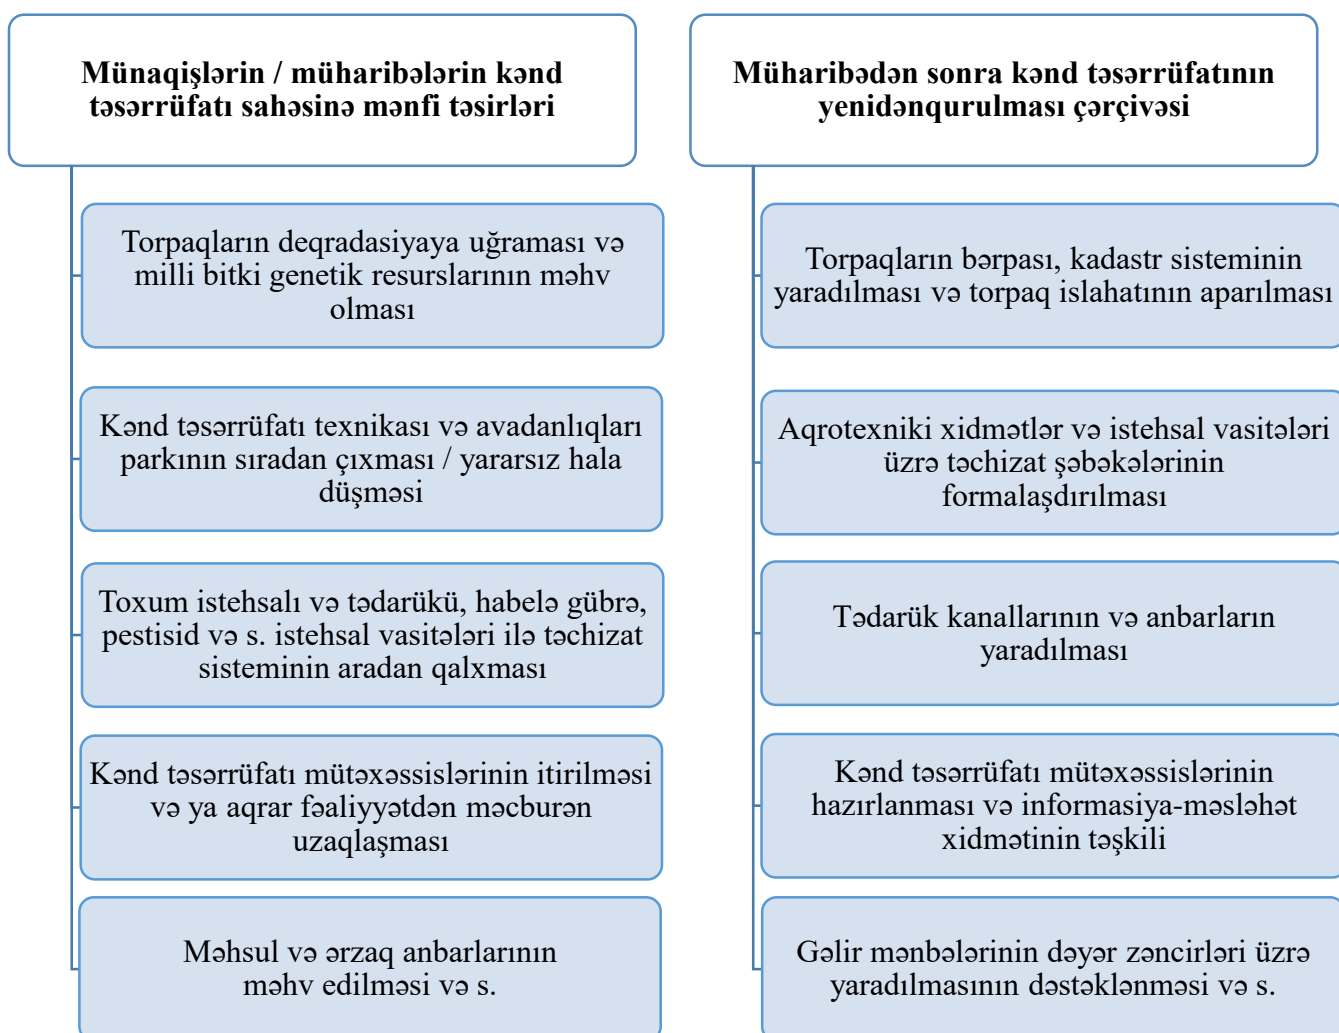 Münaqişlərin / müharibələrin kənd
təsərrüfatı sahəsinə mənfi təsirləri
Torpaqların deqradasiyaya uğraması və
milli bitki genetik resurslarının məhv
olması
Kənd təsərrüfatı texnikası və avadanlıqları
parkının sıradan çıxması / yararsız hala
düşməsi
Toxum istehsalı və tədarükü, habelə gübrə,
pestisid və s. istehsal vasitələri ilə təchizat
sisteminin aradan qalxması
Kənd təsərrüfatı mütəxəssislərinin itirilməsi
və ya aqrar fəaliyyətdən məcburən
uzaqlaşması
Məhsul və ərzaq anbarlarının
məhv edilməsi və s.
Müharibədən sonra kənd təsərrüfatının
yenidənqurulması çərçivəsi
Torpaqların bərpası, kadastr sisteminin
yaradılması və torpaq islahatının aparılması
Aqrotexniki xidmətlər və istehsal vasitələri
üzrə təchizat şəbəkələrinin
formalaşdırılması
Tədarük kanallarının və anbarların
yaradılması
Kənd təsərrüfatı mütəxəssislərinin
hazırlanması və informasiya-məsləhət
xidmətinin təşkili
Gəlir mənbələrinin dəyər zəncirləri üzrə
yaradılmasının dəstəklənməsi və s.